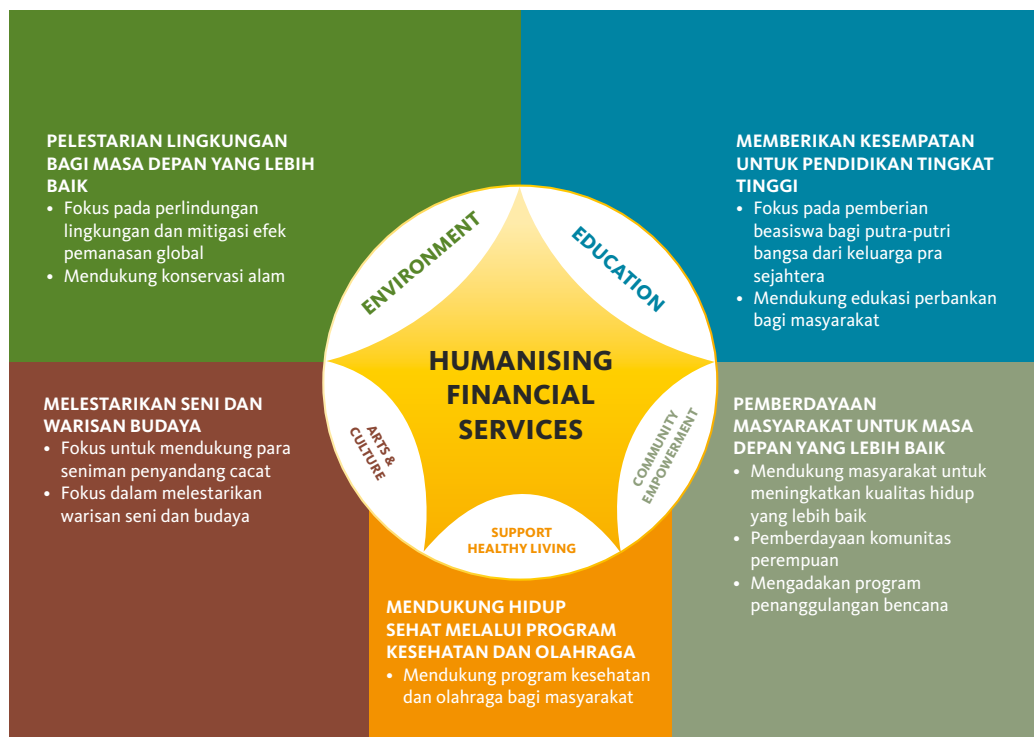 PELESTARIAN LINGKUNGAN
BAGI MASA DEPAN YANG LEBIH
BAIK
• Fokus pada perlindungan
lingkungan dan mitigasi efek
pemanasan global
• Mendukung konservasi alam
MEMBERIKAN KESEMPATAN
UNTUK PENDIDIKAN TINGKAT
TINGGI
• Fokus pada pemberian
beasiswa bagi putra-putri
bangsa dari keluarga pra
sejahtera
• Mendukung edukasi perbankan
bagi masyarakat
ENVIRONMENT
EDUCATION
HUMANISING
FINANCIAL
SERVICES
ARTS &
CULTURE
COMMUNITY
EMPOWERMENT
SUPPORT
HEALTHY LIVING
MELESTARIKAN SENI DAN
WARISAN BUDAYA
• Fokus untuk mendukung para
seniman penyandang cacat
• Fokus dalam melestarikan
warisan seni dan budaya
PEMBERDAYAAN
MASYARAKAT UNTUK MASA
DEPAN YANG LEBIH BAIK
• Mendukung masyarakat untuk
meningkatkan kualitas hidup
yang lebih baik
• Pemberdayaan komunitas
perempuan
• Mengadakan program
penanggulangan bencana
MENDUKUNG HIDUP
SEHAT MELALUI PROGRAM
KESEHATAN DAN OLAHRAGA
• Mendukung program kesehatan
dan olahraga bagi masyarakat